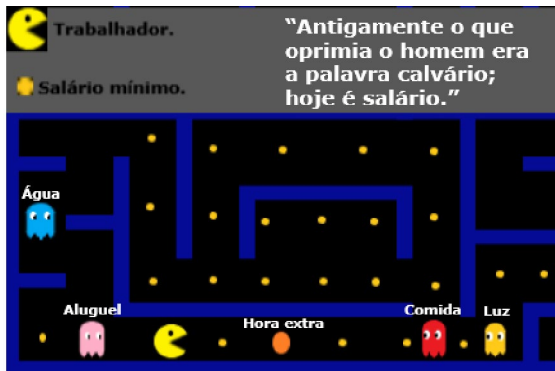 Trabalhador.
Salário mínimo.
“Antigamente o que
oprimia o homem era
a palavra calvário;
hoje é salário.”
Água
Aluguel
Hora extra
Comida
Luz